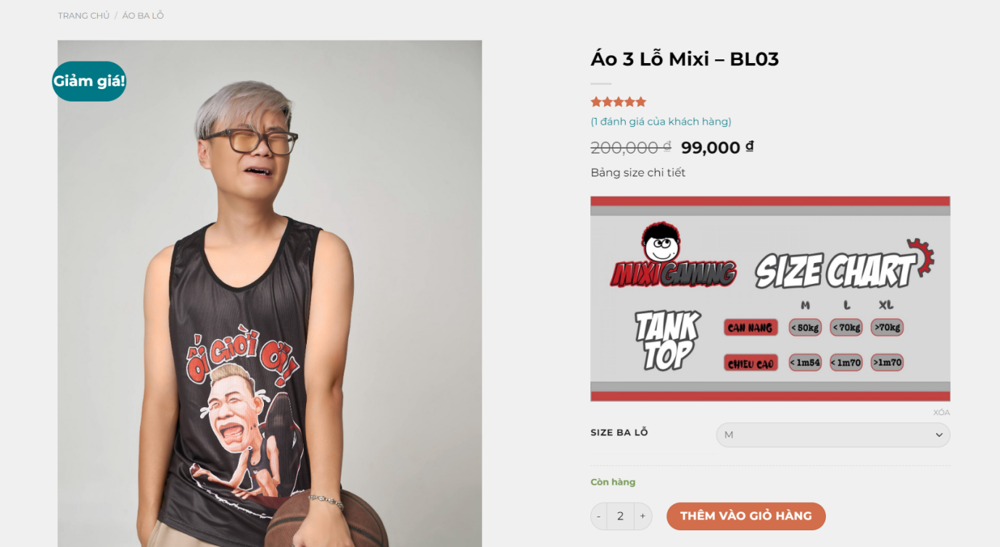 TRANG CHỦ / ÁO BA LỖ
Giảm giá!
ỐI GIỜI ƠI!
Áo 3 Lỗ Mixi – BL03
(1 đánh giá của khách hàng)
200,000 ₫ 99,000 ₫
Bảng size chi tiết
MIXIGAMING
SIZE CHART
TANK TOP
M L XL
CAN NANG <50kg <70kg >70kg
CHIEU CAO <1m54 <1m70 >1m70
XÓA
SIZE BA LỖ M
Còn hàng
- 2 + THÊM VÀO GIỎ HÀNG